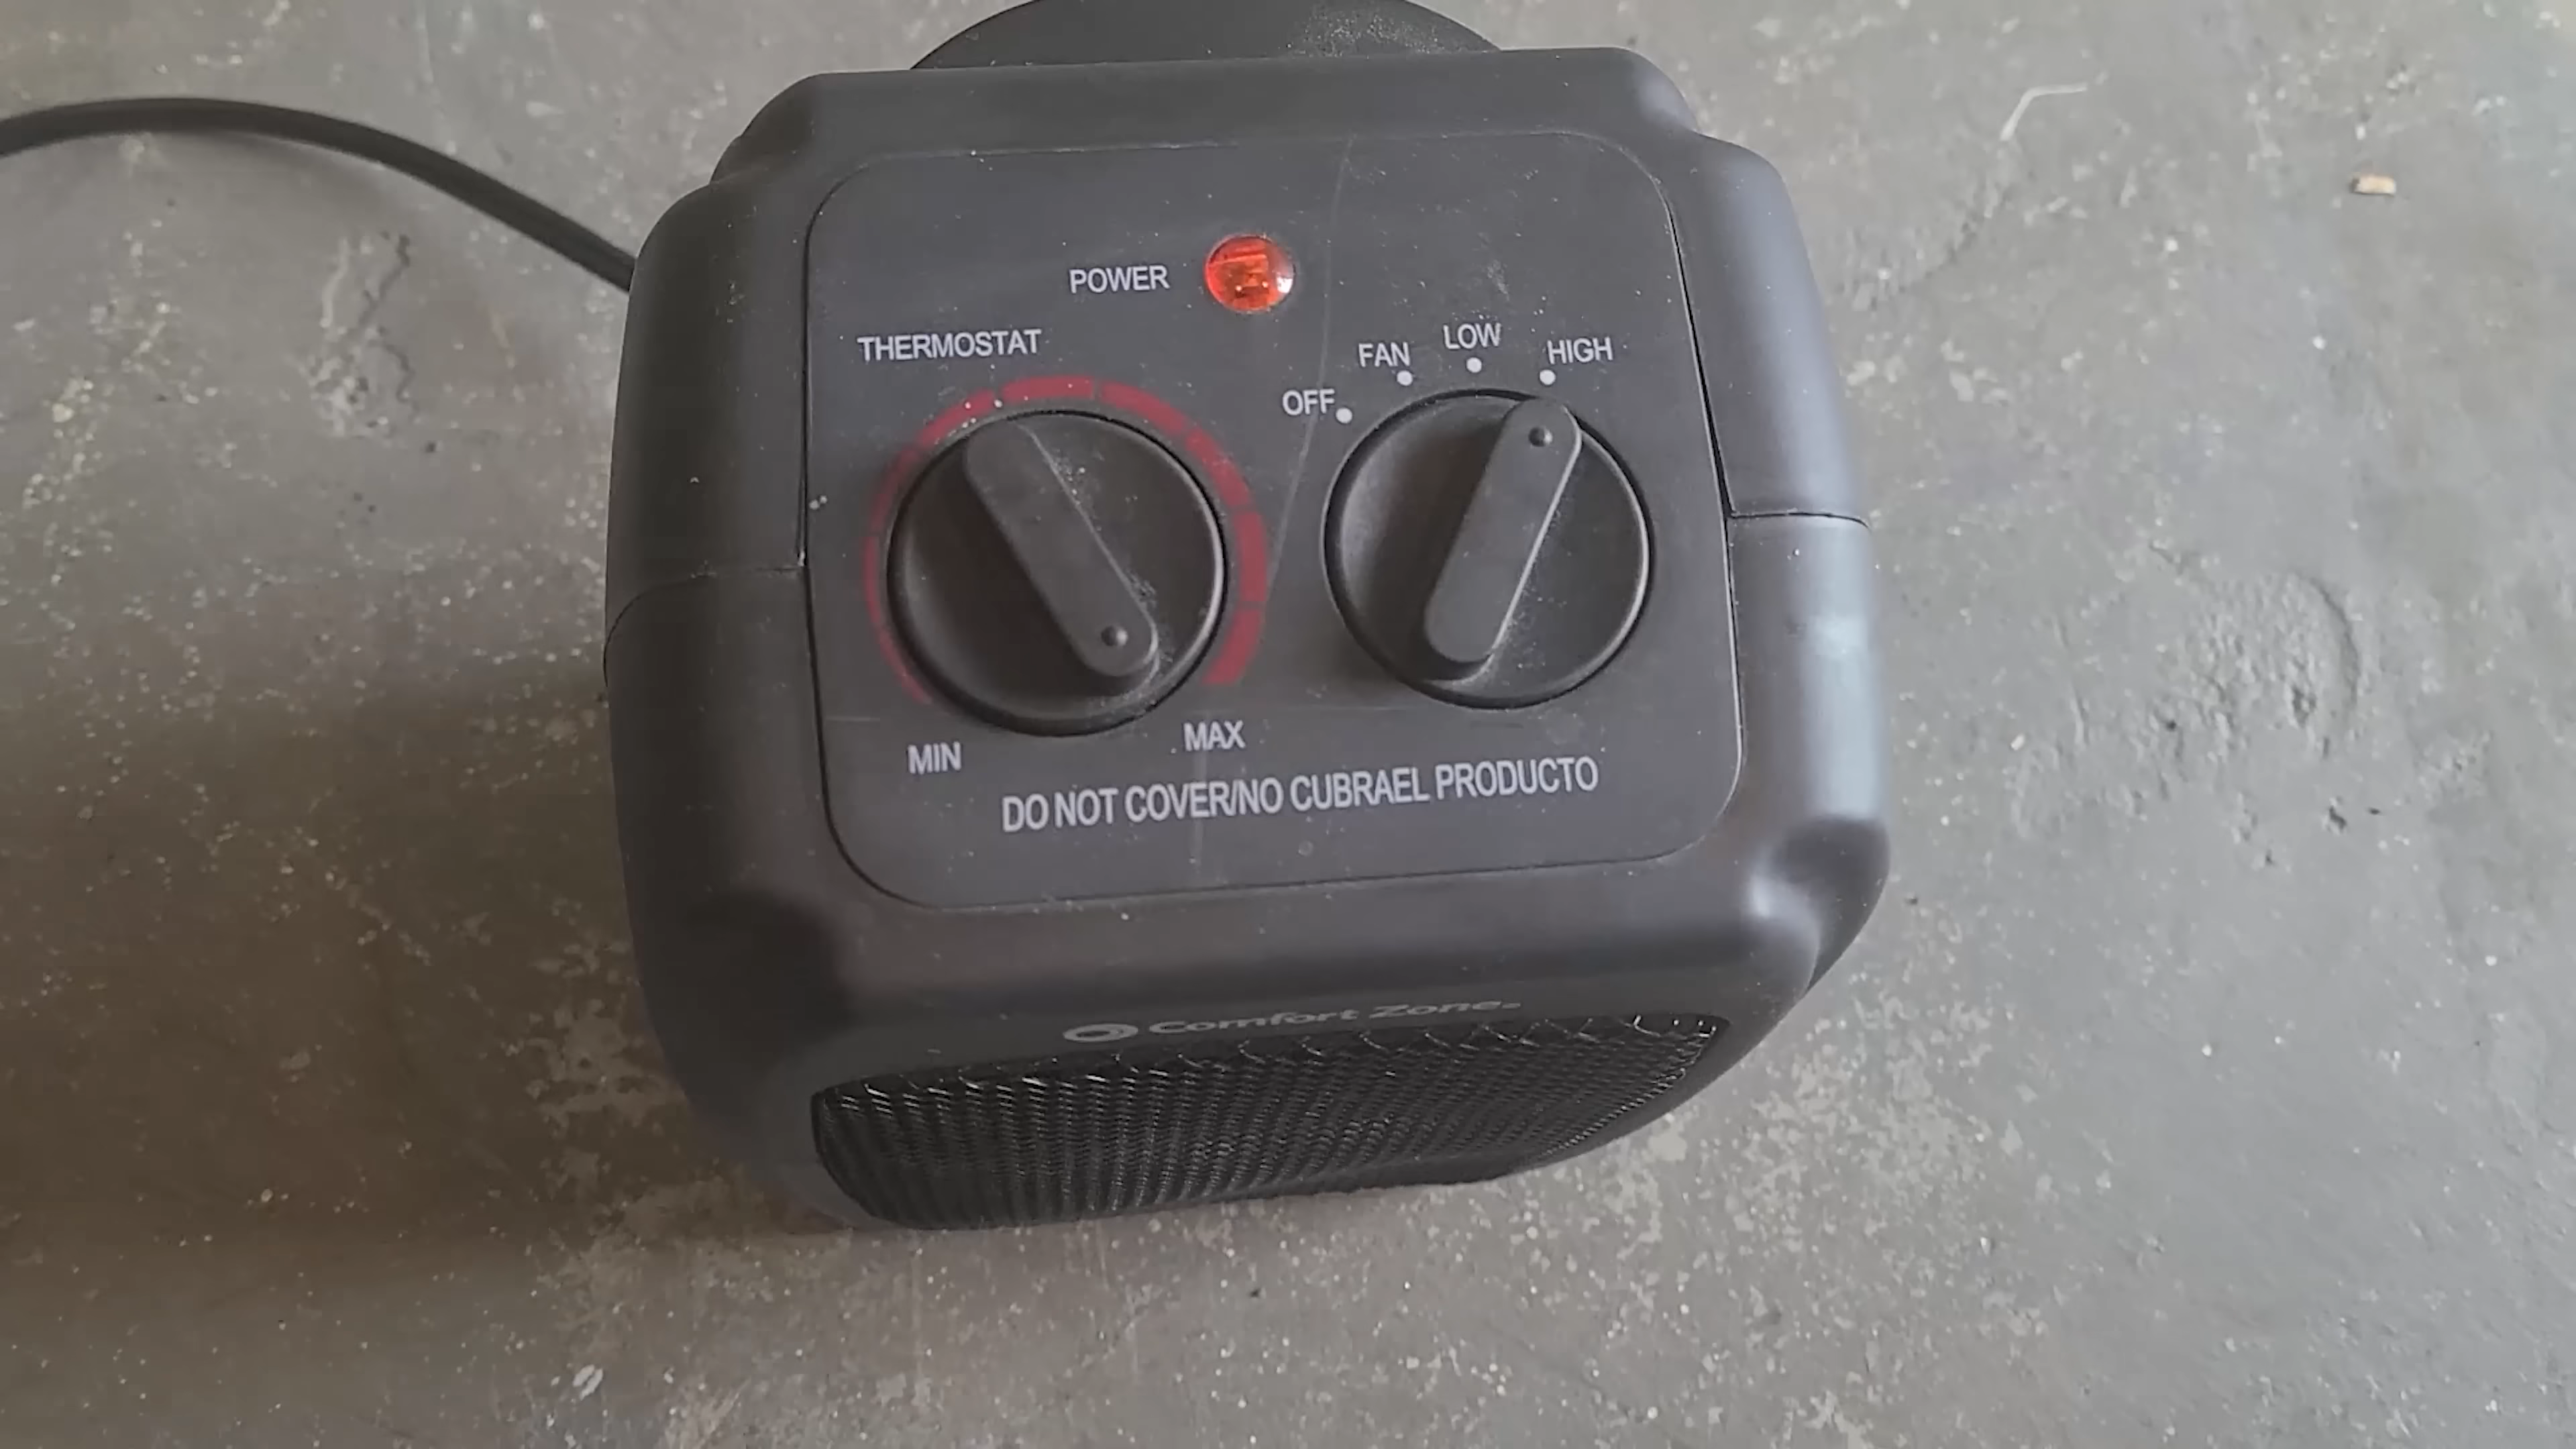 POWER
THERMOSTAT
OFF
FAN
LOW
HIGH
MIN
MAX
DO NOT COVER/NO CUBRAEL PRODUCTO
Comfort Zone